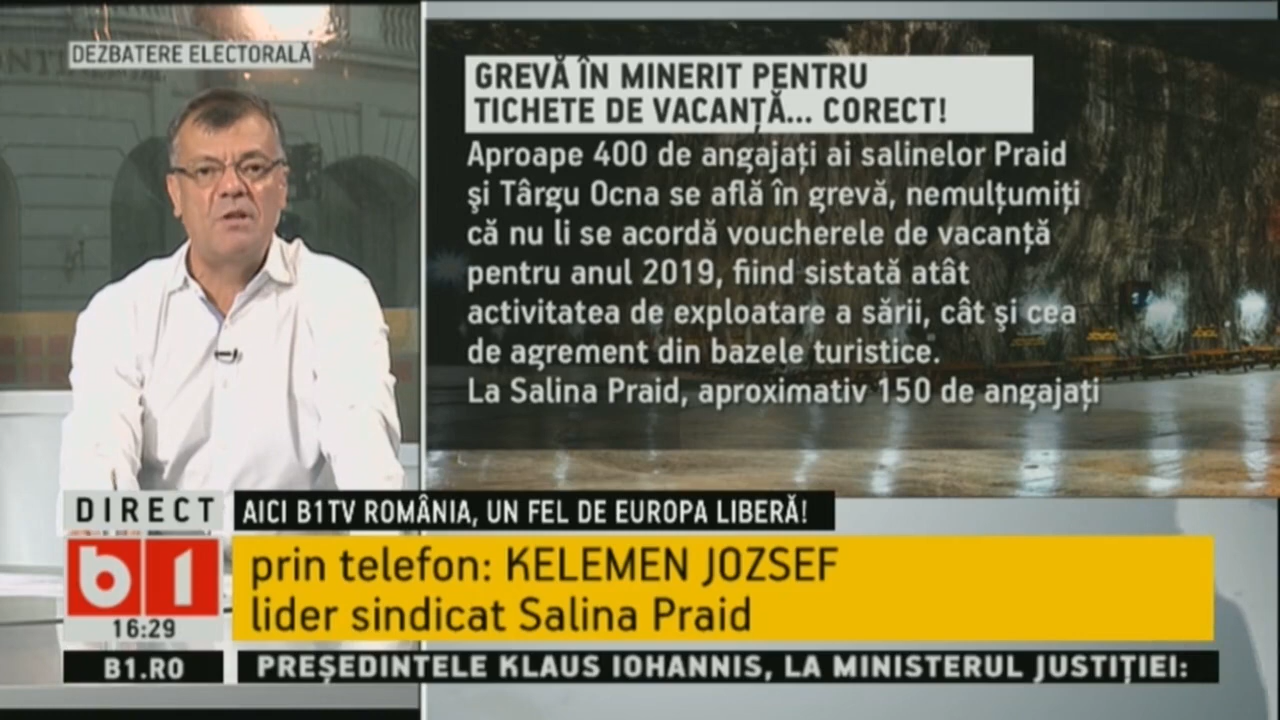 DEZBATERE ELECTORALĂ
GREVĂ ÎN MINERIT PENTRU
TICHETE DE VACANȚĂ... CORECT!
Aproape 400 de angajați ai salinelor Praid
şi Târgu Ocna se află în grevă, nemulțumiți
că nu li se acordă voucherele de vacanță
pentru anul 2019, fiind sistată atât
activitatea de exploatare a sării, cât şi cea
de agrement din bazele turistice.
La Salina Praid, aproximativ 150 de angajați
DIRECT
AICI B1TV ROMÂNIA, UN FEL DE EUROPA LIBERĂ!
b1
prin telefon: KELEMEN JOZSEF
lider sindicat Salina Praid
16:29
B1.RO
PREŞEDINTELE KLAUS IOHANNIS, LA MINISTERUL JUSTIȚIEI: